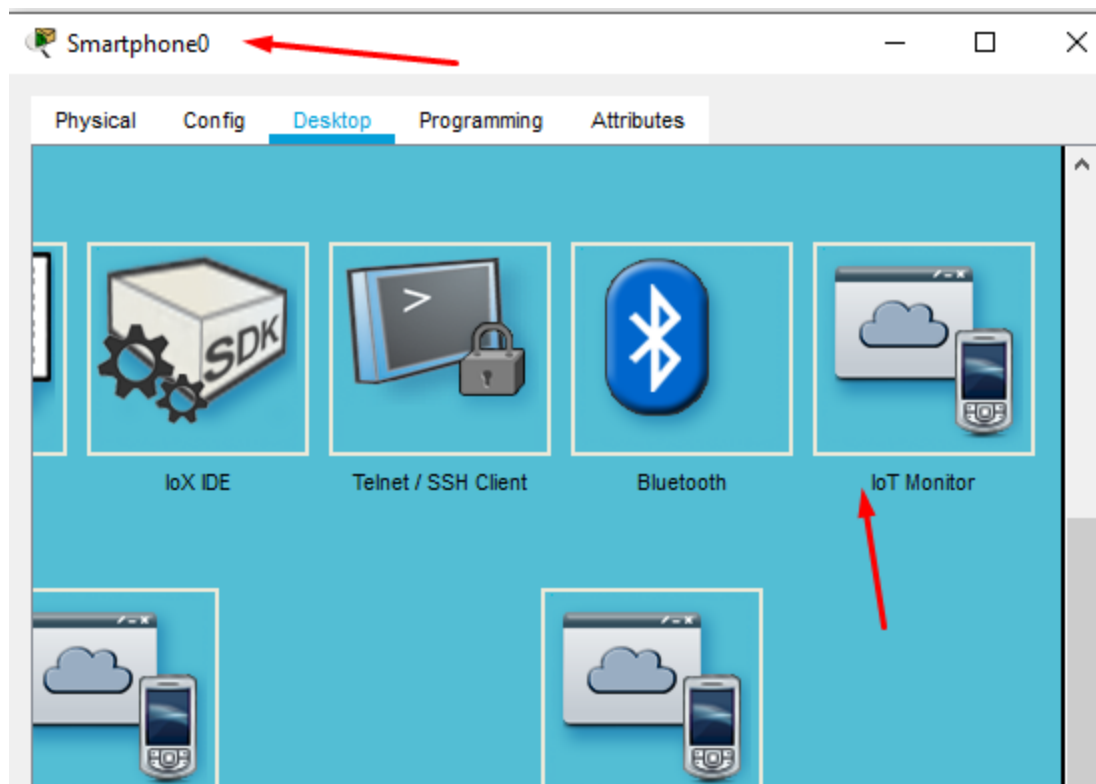 Smartphone0
Physical Config Desktop Programming Attributes
SDK
>
IoX IDE Telnet / SSH Client Bluetooth IoT Monitor